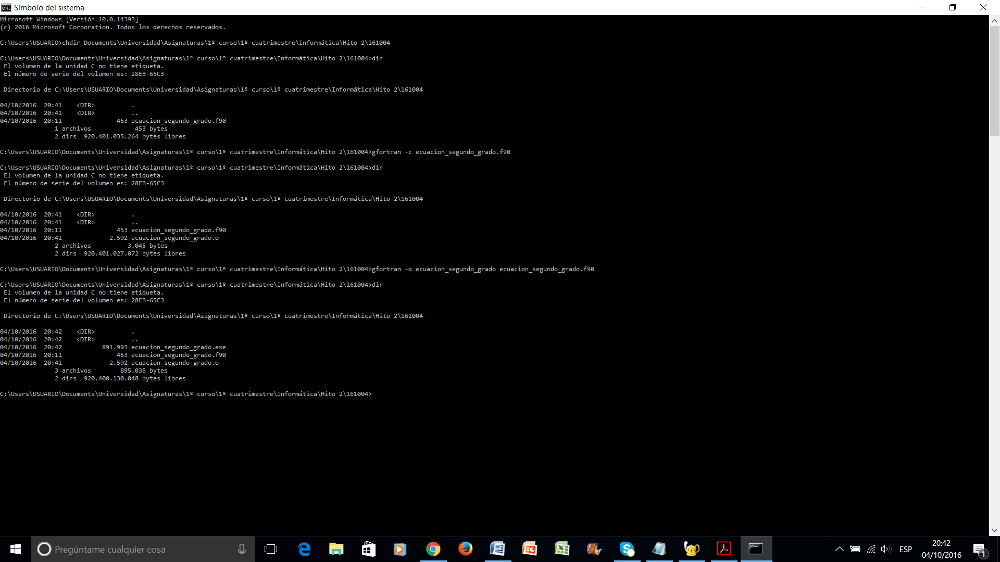 Símbolo del sistema
Microsoft Windows [Versión 10.0.14393]
(c) 2016 Microsoft Corporation. Todos los derechos reservados.
C:\Users\USUARIO>chdir Documents\Universidad\Asignaturas\1º curso\1º cuatrimestre\Informática\Hito 2\161004
C:\Users\USUARIO\Documents\Universidad\Asignaturas\1º curso\1º cuatrimestre\Informática\Hito 2\161004>dir
El volumen de la unidad C no tiene etiqueta.
El número de serie del volumen es: 28EB-65C3
Directorio de C:\Users\USUARIO\Documents\Universidad\Asignaturas\1º curso\1º cuatrimestre\Informática\Hito 2\161004
04/10/2016  20:41    <DIR>          .
04/10/2016  20:41    <DIR>          ..
04/10/2016  20:11               453 ecuacion_segundo_grado.f90
1 archivos            453 bytes
2 dirs  920.401.035.264 bytes libres
C:\Users\USUARIO\Documents\Universidad\Asignaturas\1º curso\1º cuatrimestre\Informática\Hito 2\161004>gfortran -c ecuacion_segundo_grado.f90
C:\Users\USUARIO\Documents\Universidad\Asignaturas\1º curso\1º cuatrimestre\Informática\Hito 2\161004>dir
El volumen de la unidad C no tiene etiqueta.
El número de serie del volumen es: 28EB-65C3
Directorio de C:\Users\USUARIO\Documents\Universidad\Asignaturas\1º curso\1º cuatrimestre\Informática\Hito 2\161004
04/10/2016  20:41    <DIR>          .
04/10/2016  20:41    <DIR>          ..
04/10/2016  20:11               453 ecuacion_segundo_grado.f90
04/10/2016  20:41             2.592 ecuacion_segundo_grado.o
2 archivos          3.045 bytes
2 dirs  920.401.027.072 bytes libres
C:\Users\USUARIO\Documents\Universidad\Asignaturas\1º curso\1º cuatrimestre\Informática\Hito 2\161004>gfortran -o ecuacion_segundo_grado ecuacion_segundo_grado.f90
C:\Users\USUARIO\Documents\Universidad\Asignaturas\1º curso\1º cuatrimestre\Informática\Hito 2\161004>dir
El volumen de la unidad C no tiene etiqueta.
El número de serie del volumen es: 28EB-65C3
Directorio de C:\Users\USUARIO\Documents\Universidad\Asignaturas\1º curso\1º cuatrimestre\Informática\Hito 2\161004
04/10/2016  20:42    <DIR>          .
04/10/2016  20:42    <DIR>          ..
04/10/2016  20:42           891.993 ecuacion_segundo_grado.exe
04/10/2016  20:11               453 ecuacion_segundo_grado.f90
04/10/2016  20:41             2.592 ecuacion_segundo_grado.o
3 archivos        895.038 bytes
2 dirs  920.400.130.048 bytes libres
C:\Users\USUARIO\Documents\Universidad\Asignaturas\1º curso\1º cuatrimestre\Informática\Hito 2\161004>
Pregúntame cualquier cosa
ESP
20:42
04/10/2016
1